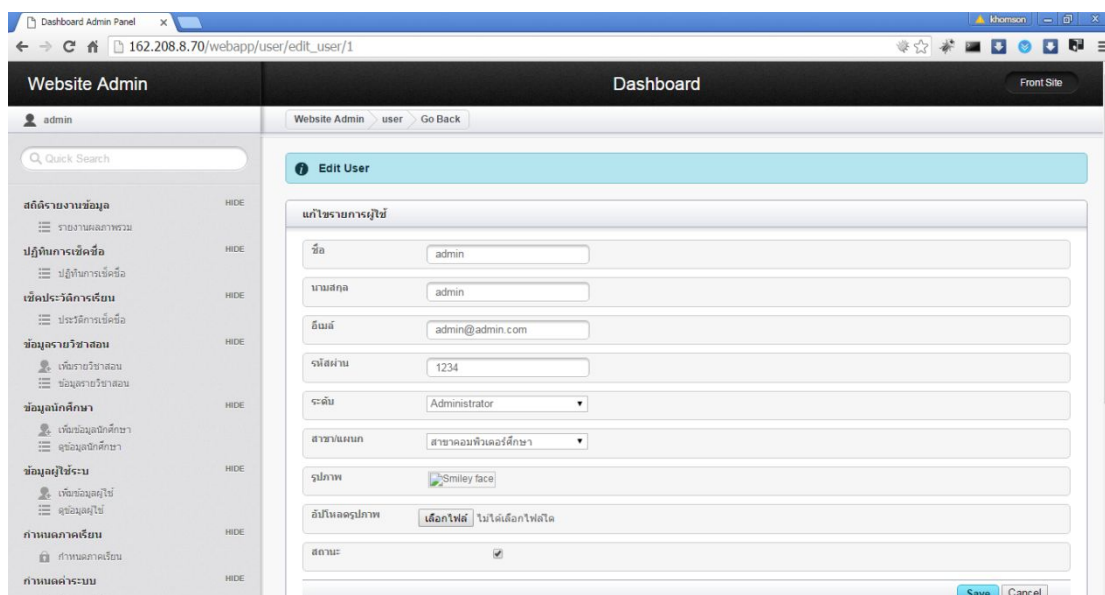 Dashboard Admin Panel
khomson
162.208.8.70/webapp/user/edit_user/1
Website Admin
Dashboard
Front Site
admin
Website Admin user Go Back
Quick Search
Edit User
สถิติรายงานข้อมูล HIDE
รายงานผลภาพรวม
ปฏิทินการเช็คชื่อ HIDE
ปฏิทินการเช็คชื่อ
เช็คประวัติการเรียน HIDE
ประวัติการเช็คชื่อ
ข้อมูลรายวิชาสอน HIDE
เพิ่มรายวิชาสอน
ข้อมูลรายวิชาสอน
ข้อมูลนักศึกษา HIDE
เพิ่มข้อมูลนักศึกษา
ดูข้อมูลนักศึกษา
ข้อมูลผู้ใช้ระบ HIDE
เพิ่มข้อมูลผู้ใช้
ดูข้อมูลผู้ใช้
กำหนดภาคเรียน HIDE
กำหนดภาคเรียน
กำหนดค่าระบบ HIDE
แก้ไขรายการผู้ใช้
ชื่อ admin
นามสกุล admin
อีเมล์ admin@admin.com
รหัสผ่าน 1234
ระดับ Administrator
สาขา/แผนก สาขาคอมพิวเตอร์ศึกษา
รูปภาพ Smiley face
อัปโหลดรูปภาพ เลือกไฟล์ ไม่ได้เลือกไฟล์ใด
สถานะ
Save Cancel